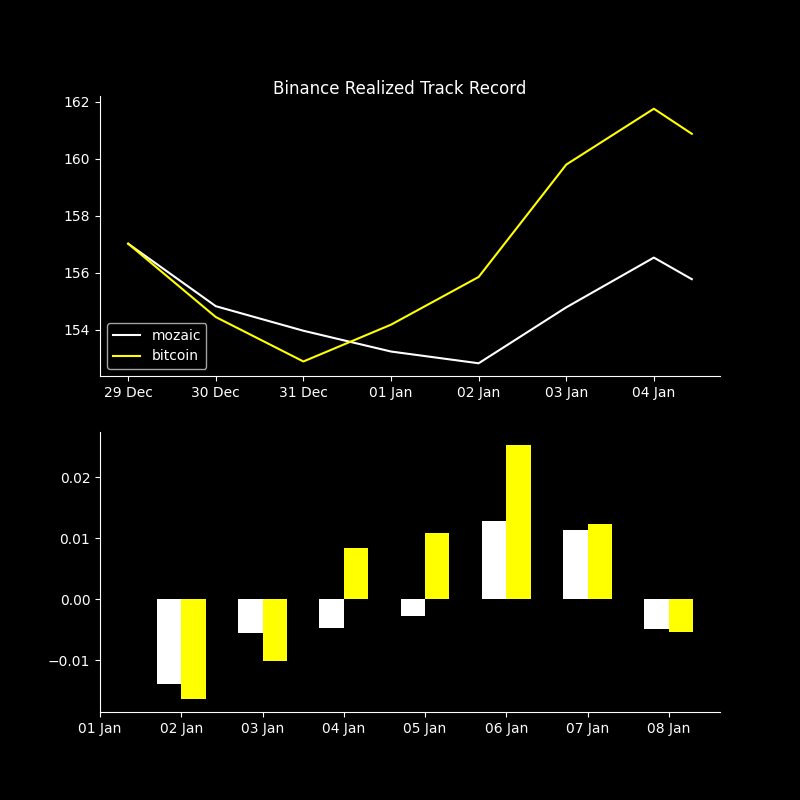 Binance Realized Track Record
162
160
158
156
154
mozaic
bitcoin
29 Dec 30 Dec 31 Dec 01 Jan 02 Jan 03 Jan 04 Jan
0.02
0.01
0.00
−0.01
01 Jan 02 Jan 03 Jan 04 Jan 05 Jan 06 Jan 07 Jan 08 Jan